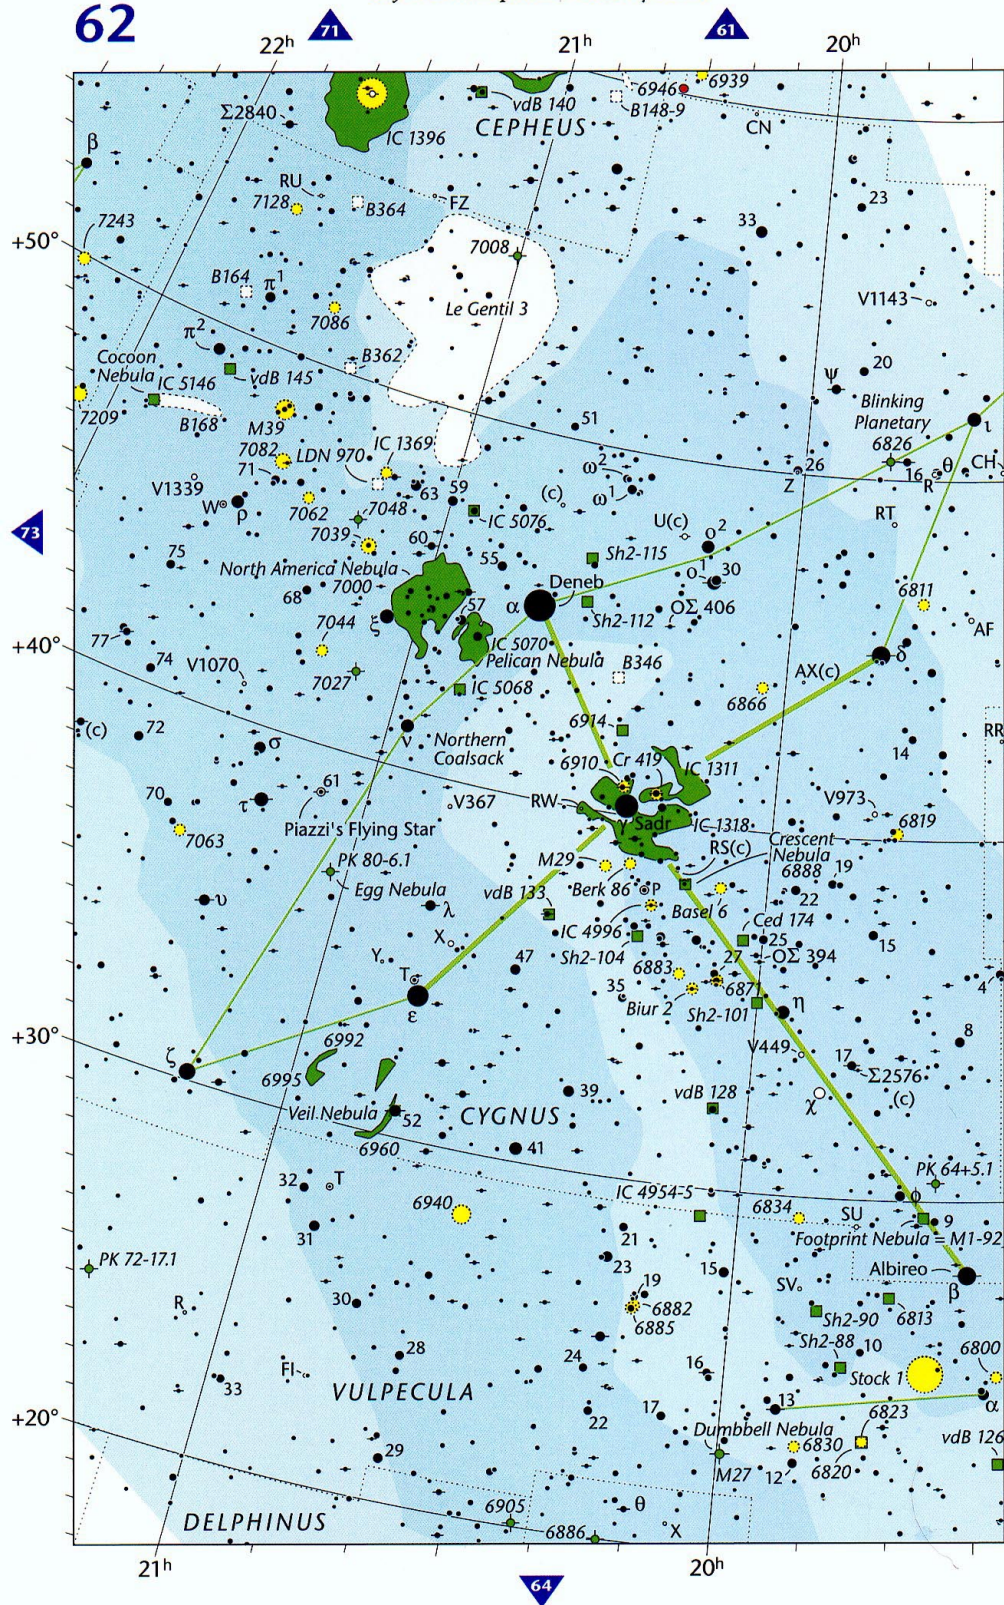 62
71
61
22h
21h
20h
6946
6939
vdB 140
B148-9
Σ2840
IC 1396
CEPHEUS
CN
β
RU
7128
B364
FZ
23
7243
33
+50°
7008
B164
π1
V1143
Le Gentil 3
7086
π2
B362
20
Cocoon
Nebula
IC 5146
vdB 145
ψ
Blinking
Planetary
7209
B168
M39
51
ι
7082
LDN 970
IC 1369
6826
71
ω2
26
16
θ
CH
V1339
63
59
(c)
ω1
Z
R
W
ρ
7062
7048
IC 5076
RT
73
7039
U(c)
ο2
60
Sh2-115
75
North America Nebula
55
ο1
30
7000
Deneb
68
α
6811
ξ
57
Sh2-112
ΟΣ 406
77
7044
IC 5070
AF
Pelican Nebula
δ
74
V1070
B346
+40°
7027
IC 5068
AX(c)
6866
(c)
72
6914
RR
σ
ν
Northern
Coalsack
14
6910
Cr 419
IC 1311
70
61
V973
τ
V367
RW
γ Sadr
IC 1318
6819
7063
Piazzi's Flying Star
RS(c)
Crescent
Nebula
PK 80-6.1
M29
6888
19
Egg Nebula
Berk 86
P
22
υ
λ
vdB 133
Basel 6
Ced 174
X
IC 4996
25
15
Y
Sh2-104
ΟΣ 394
47
6883
27
T
35
6871
4
Biur 2
Sh2-101
η
ε
+30°
6992
8
ζ
V449
17
6995
39
Σ2576
vdB 128
χ
(c)
Veil Nebula
52
CYGNUS
6960
41
PK 64+5.1
32
T
IC 4954-5
φ
6940
6834
SU
9
31
21
Footprint Nebula = M1-92
PK 72-17.1
23
15
Albireo
β
R
30
19
SV
6882
6885
Sh2-90
6813
28
Sh2-88
10
6800
FI
24
16
Stock 1
33
VULPECULA
α
+20°
22
17
13
Dumbbell Nebula
6823
29
6830
vdB 126
M27
12
6820
6905
θ
DELPHINUS
6886
X
21h
20h
64